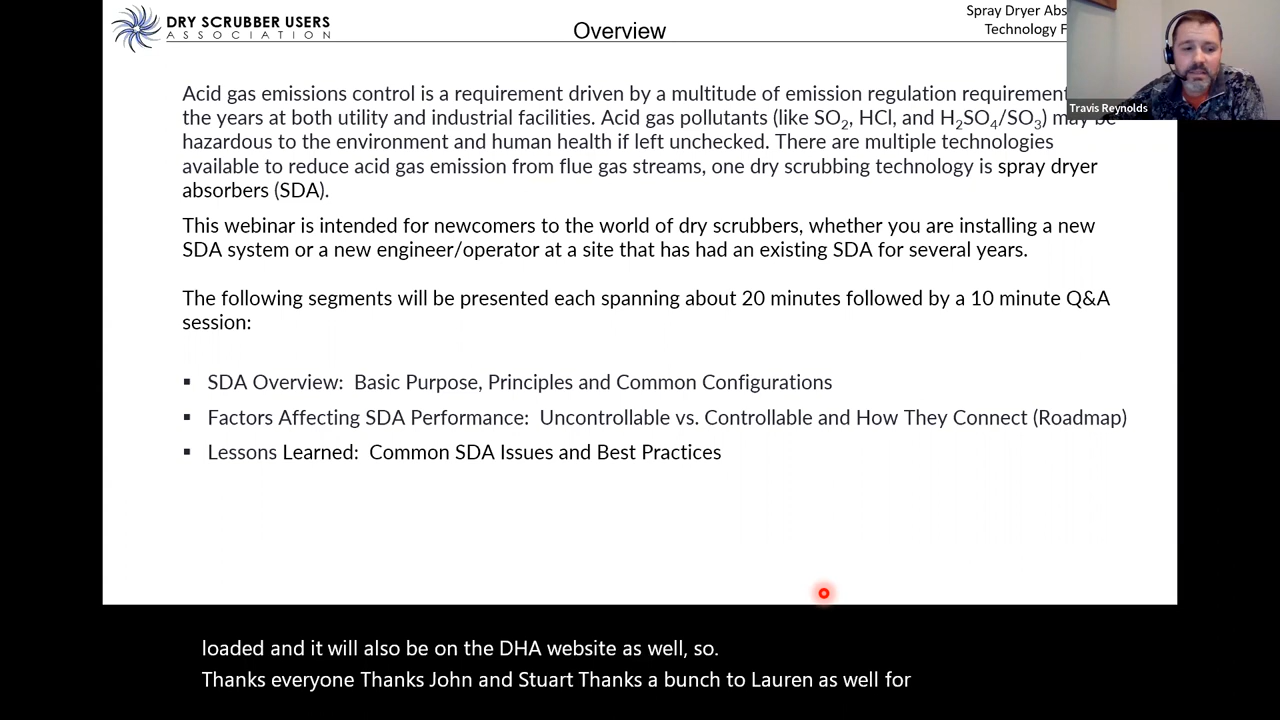 DRY SCRUBBER USERS
ASSOCIATION
Overview
Spray Dryer Abs
Technology F
Travis Reynolds
Acid gas emissions control is a requirement driven by a multitude of emission regulation requirement
the years at both utility and industrial facilities. Acid gas pollutants (like SO2, HCl, and H2SO4/SO3) may be
hazardous to the environment and human health if left unchecked. There are multiple technologies
available to reduce acid gas emission from flue gas streams, one dry scrubbing technology is spray dryer
absorbers (SDA).
This webinar is intended for newcomers to the world of dry scrubbers, whether you are installing a new
SDA system or a new engineer/operator at a site that has had an existing SDA for several years.
The following segments will be presented each spanning about 20 minutes followed by a 10 minute Q&A
session:
▪ SDA Overview: Basic Purpose, Principles and Common Configurations
▪ Factors Affecting SDA Performance: Uncontrollable vs. Controllable and How They Connect (Roadmap)
▪ Lessons Learned: Common SDA Issues and Best Practices
loaded and it will also be on the DHA website as well, so.
Thanks everyone Thanks John and Stuart Thanks a bunch to Lauren as well for